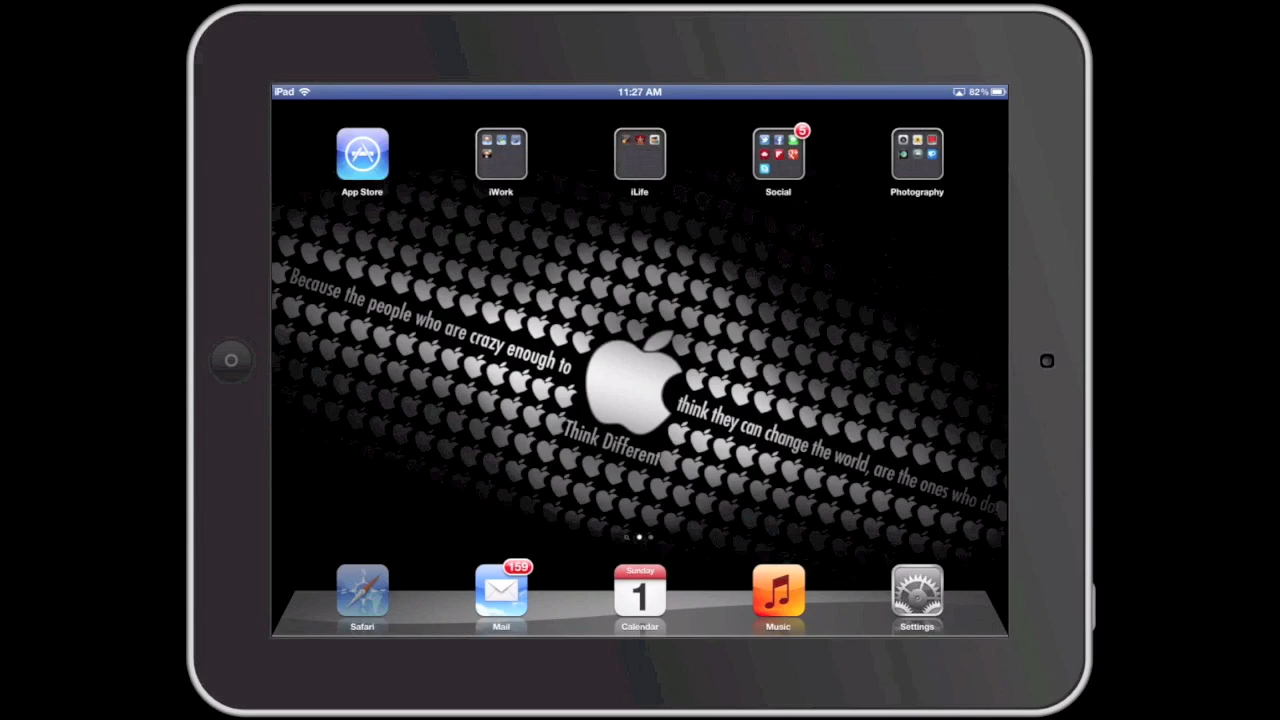 iPad 11:27 AM 82%
5
App Store iWork iLife Social Photography
Because the people who are crazy enough to
think they can change the world, are the ones who do
Think Different
159 Sunday
1
Safari Mail Calendar Music Settings